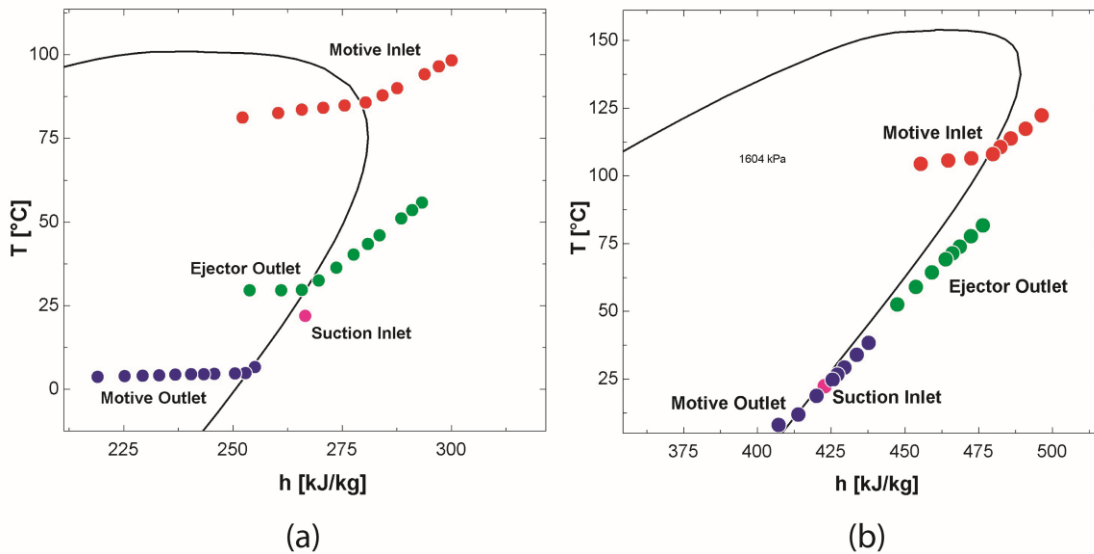 100
75
50
25
0
T [°C]
Motive Inlet
Ejector Outlet
Suction Inlet
Motive Outlet
225
250
275
300
h [kJ/kg]
(a)
150
125
100
75
50
25
T [°C]
Motive Inlet
1604 kPa
Ejector Outlet
Motive Outlet
Suction Inlet
375
400
425
450
475
500
h [kJ/kg]
(b)